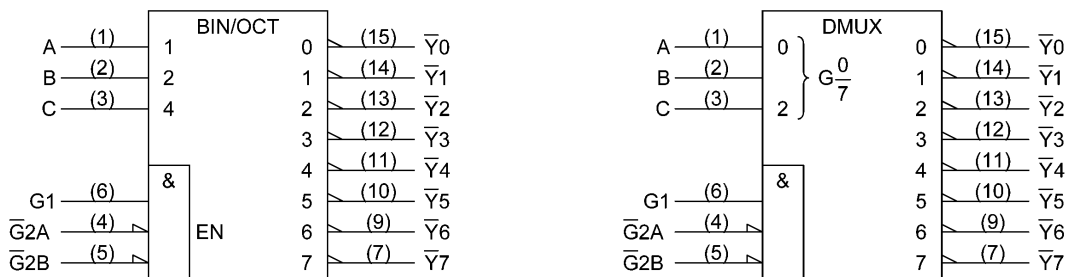 BIN/OCT DMUX
A (1) 1 0 (15) Y̅0 A (1) 0 0 (15) Y̅0
B (2) 2 1 (14) Y̅1 B (2) G 0/7 1 (14) Y̅1
C (3) 4 2 (13) Y̅2 C (3) 2 2 (13) Y̅2
3 (12) Y̅3 3 (12) Y̅3
& 4 (11) Y̅4 & 4 (11) Y̅4
G1 (6) 5 (10) Y̅5 G1 (6) 5 (10) Y̅5
G̅2A (4) EN 6 (9) Y̅6 G̅2A (4) 6 (9) Y̅6
G̅2B (5) 7 (7) Y̅7 G̅2B (5) 7 (7) Y̅7